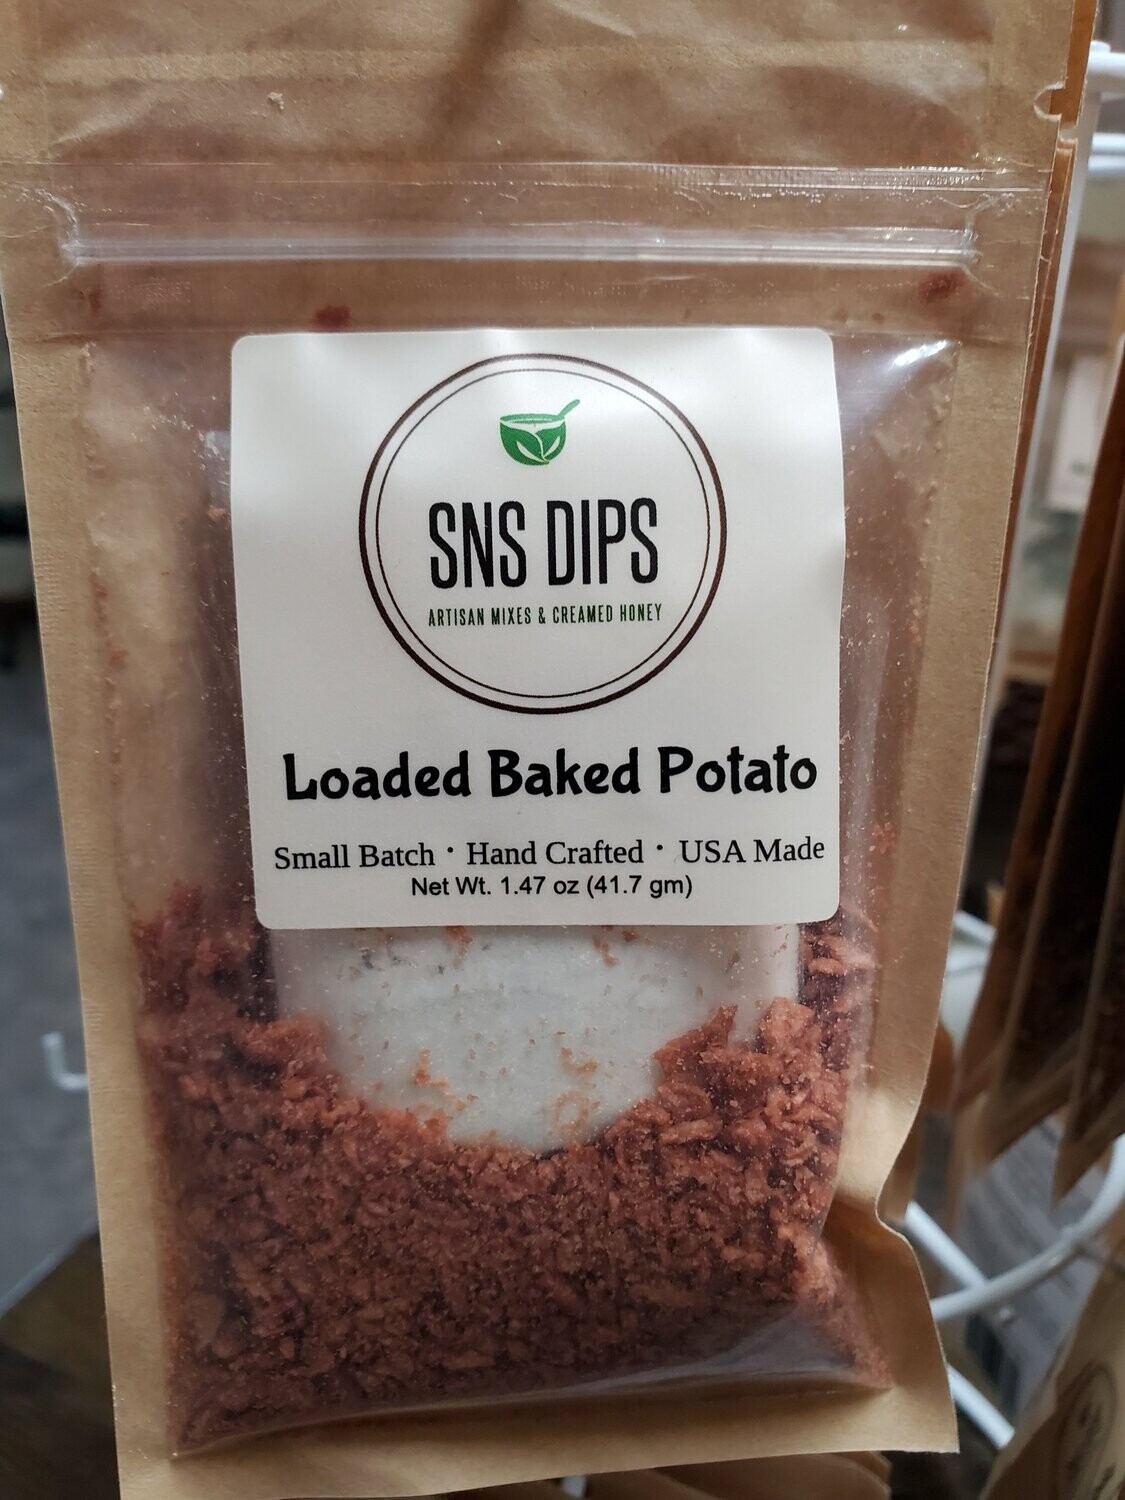 SNS DIPS
ARTISAN MIXES & CREAMED HONEY
Loaded Baked Potato
Small Batch · Hand Crafted · USA Made
Net Wt. 1.47 oz (41.7 gm)